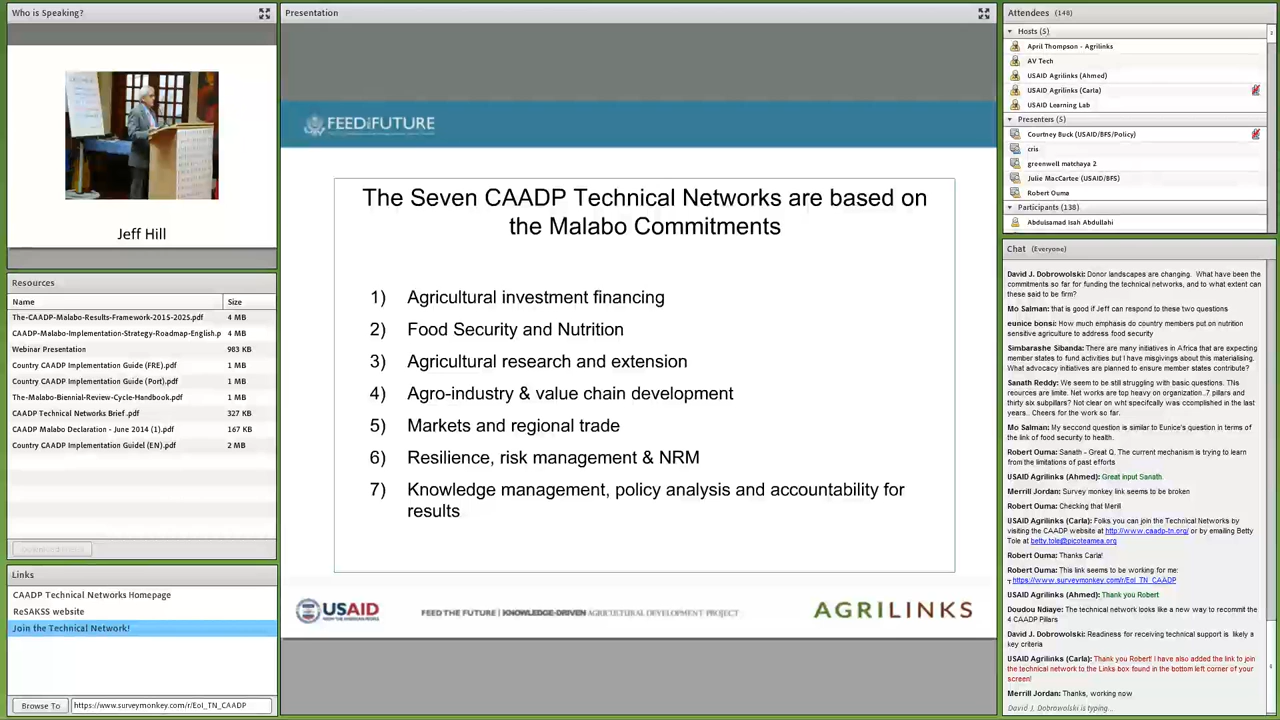 Who is Speaking?
Jeff Hill
Resources
Name Size
The-CAADP-Malabo-Results-Framework-2015-2025.pdf 4 MB
CAADP-Malabo-Implementation-Strategy-Roadmap-English.p 4 MB
Webinar Presentation 983 KB
Country CAADP Implementation Guide (FRE).pdf 1 MB
Country CAADP Implementation Guide (Port).pdf 1 MB
The-Malabo-Biennial-Review-Cycle-Handbook.pdf 1 MB
CAADP Technical Networks Brief .pdf 327 KB
CAADP Malabo Declaration - June 2014 (1).pdf 167 KB
Country CAADP Implementation Guidel (EN).pdf 2 MB
Links
CAADP Technical Networks Homepage
ReSAKSS website
Join the Technical Network!
Browse To https://www.surveymonkey.com/r/EoI_TN_CAADP
Presentation
FEED THE FUTURE
The Seven CAADP Technical Networks are based on
the Malabo Commitments
1) Agricultural investment financing
2) Food Security and Nutrition
3) Agricultural research and extension
4) Agro-industry & value chain development
5) Markets and regional trade
6) Resilience, risk management & NRM
7) Knowledge management, policy analysis and accountability for
results
USAID
FROM THE AMERICAN PEOPLE
FEED THE FUTURE | KNOWLEDGE-DRIVEN AGRICULTURAL DEVELOPMENT PROJECT
AGRILINKS
Attendees (148)
Hosts (5)
April Thompson - Agrilinks
AV Tech
USAID Agrilinks (Ahmed)
USAID Agrilinks (Carla)
USAID Learning Lab
Presenters (5)
Courtney Buck (USAID/BFS/Policy)
cris
greenwell matchaya 2
Julie MacCartee (USAID/BFS)
Robert Ouma
Participants (138)
Abdulsamad Isah Abdullahi
Chat (Everyone)
David J. Dobrowolski: Donor landscapes are changing. What have been the
commitments so far for funding the technical networks, and to what extent can
these said to be firm?
Mo Salman: that is good if Jeff can respond to these two questions
eunice bonsi: How much emphasis do country members put on nutrition
sensitive agriculture to address food security
Simbarashe Sibanda: There are many initiatives in Africa that are expecting
member states to fund activities but I have misgivings about this materialising.
What advocacy initiatives are planned to ensure member states contribute?
Sanath Reddy: We seem to be still struggling with basic questions. THis
resources are limite. Net works are top heavy on organization..7 pillars and
thirty six subpillars? Not clear on wht specifcally was complished in the last
years.. Cheers for the work so far.
Mo Salman: My seccond question is similar to Eunice's question in terms of
the link of food security to health.
Robert Ouma: Sanath - Great Q. The current mechanism is trying to learn
from the limitations of past efforts
USAID Agrilinks (Ahmed): Great input Sanath.
Merrill Jordan: Survey monkey link seems to be broken
Robert Ouma: Checking that Merill
USAID Agrilinks (Carla): Folks you can join the Technical Networks by
visiting the CAADP website at http://www.caadp-tn.org/ or by emailing Betty
Tole at betty.tole@picoteamea.org
Robert Ouma: Thanks Carla!
Robert Ouma: This link seems to be working for me:
https://www.surveymonkey.com/r/EoI_TN_CAADP
USAID Agrilinks (Ahmed): Thank you Robert
Doudou Ndiaye: The technical network looks like a new way to recommit the
4 CAADP Pillars
David J. Dobrowolski: Readiness for receiving technical support is likely a
key criteria
USAID Agrilinks (Carla): Thank you Robert! I have also added the link to join
the technical network to the Links box found in the bottom left corner of your
screen!
Merrill Jordan: Thanks, working now
David J. Dobrowolski is typing...